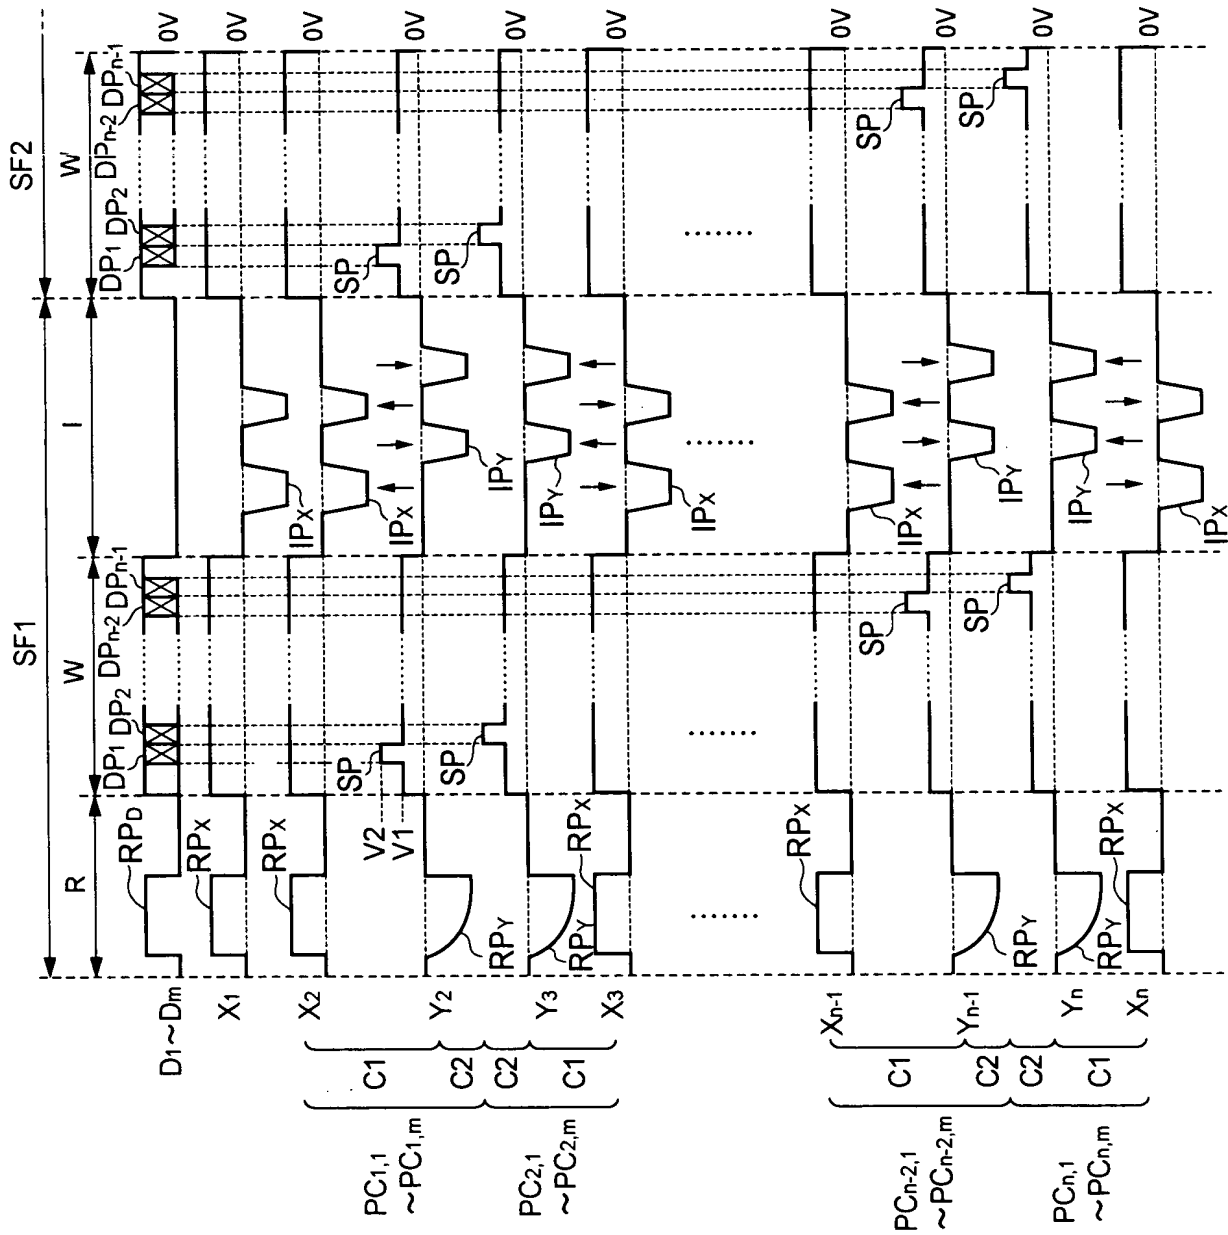 SF1 SF2
R W I W
D1~Dm RPD DP1 DP2 DPn-2 DPn-1 DP1 DP2 DPn-2 DPn-1 0V
X1 RPX IPX 0V
X2 RPX IPX 0V
V2 SP SP
V1
Y2 RPY IPY 0V
SP SP
Y3 RPY IPY 0V
X3 RPX IPX 0V
Xn-1 RPX IPX 0V
SP SP
Yn-1 RPY IPY 0V
SP SP
Yn RPY IPY 0V
Xn RPX IPX 0V
C1
C2
C2
C1
C1
C2
C2
C1
PC1,1
~PC1,m
PC2,1
~PC2,m
PCn-2,1
~PCn-2,m
PCn,1
~PCn,m